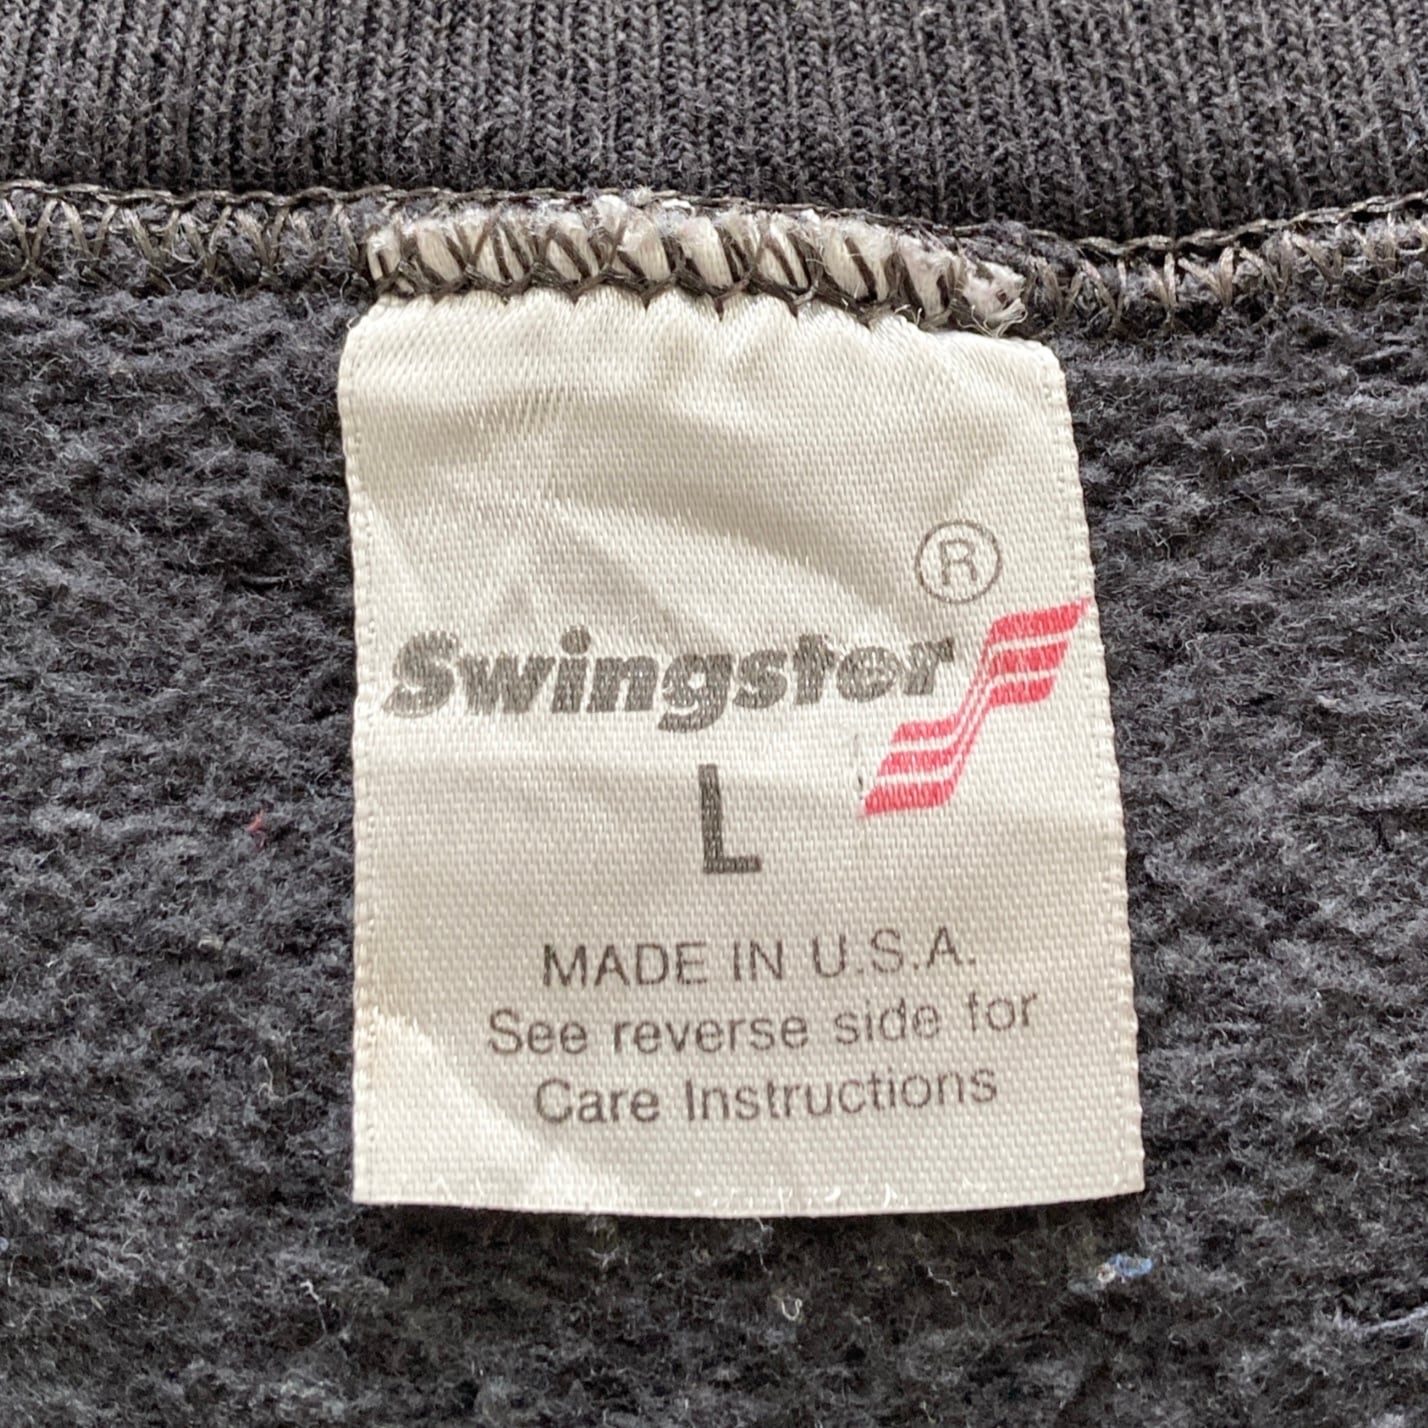 ®
Swingster
L
MADE IN U.S.A.
See reverse side for
Care Instructions